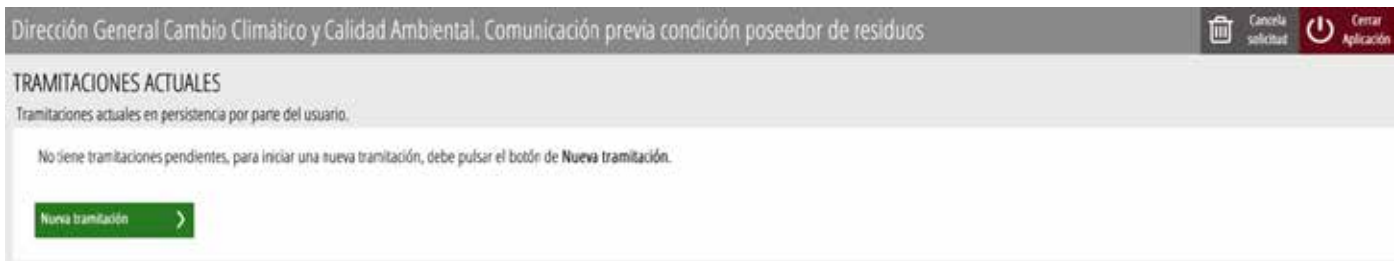 Dirección General Cambio Climático y Calidad Ambiental. Comunicación previa condición poseedor de residuos
Cancela
solicitud
Cerrar
Aplicación
TRAMITACIONES ACTUALES
Tramitaciones actuales en persistencia por parte del usuario.
No tiene tramitaciones pendientes, para iniciar una nueva tramitación, debe pulsar el botón de Nueva tramitación.
Nueva tramitación